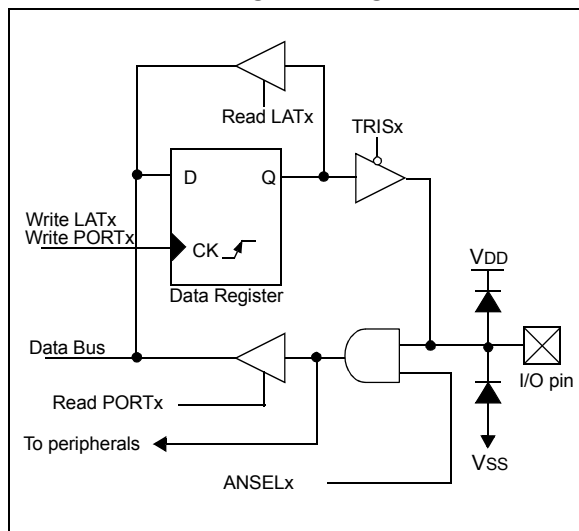 Read LATx
TRISx
D Q
Write LATx
Write PORTx
CK
VDD
Data Register
Data Bus
I/O pin
Read PORTx
To peripherals
VSS
ANSELx